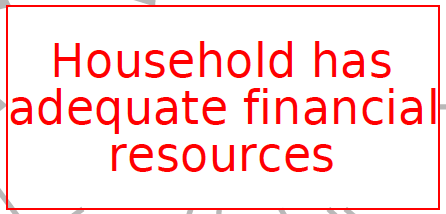 Household has
adequate financial
resources